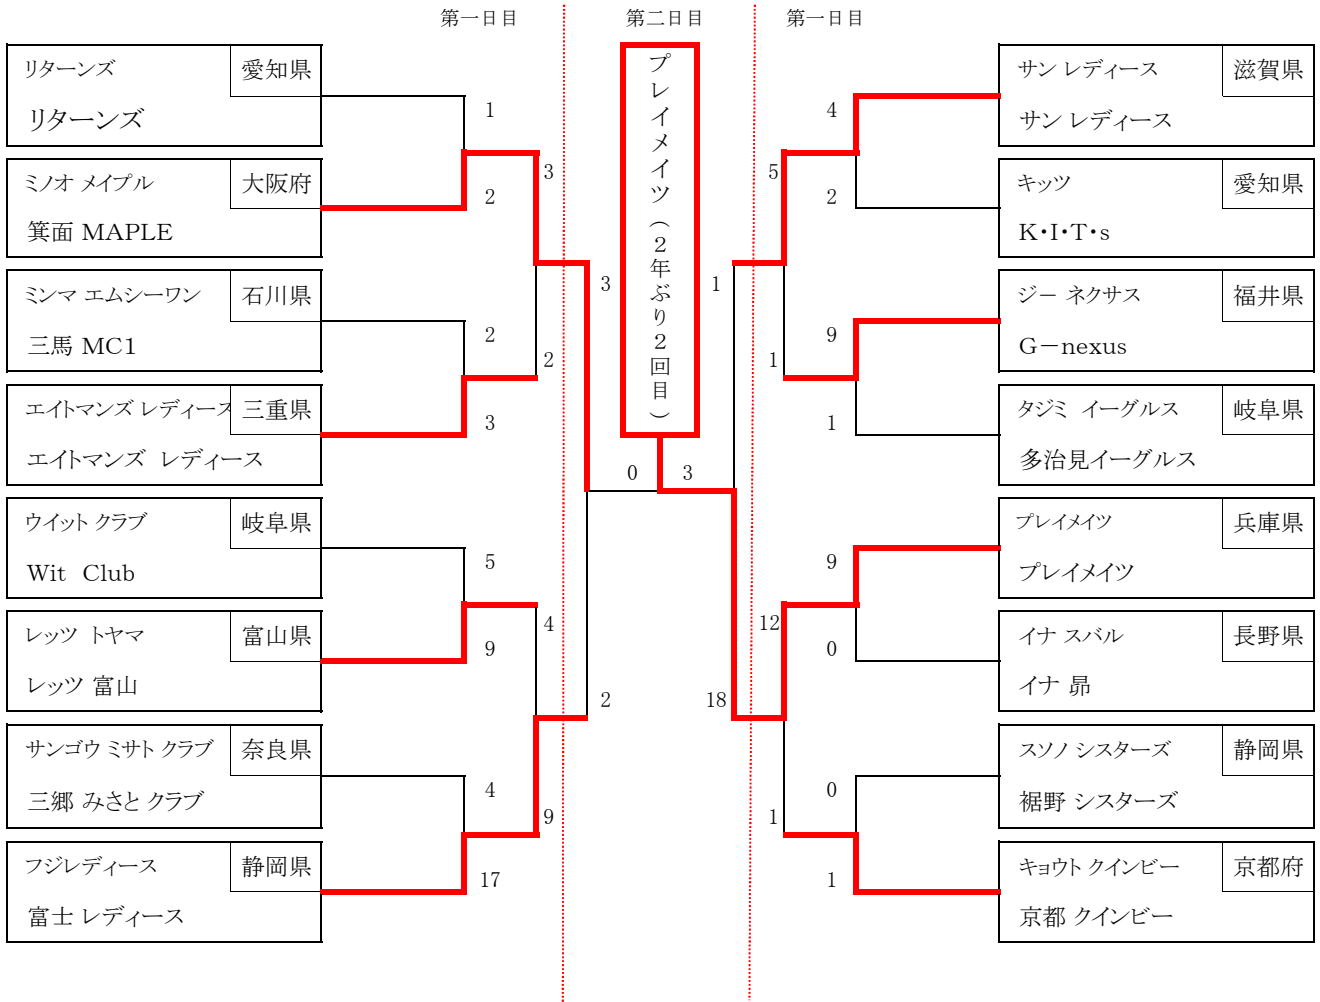 第一日目
第二日目
第一日目
リターンズ
愛知県
リターンズ
ミノオ メイプル
大阪府
箕面 MAPLE
ミンマ エムシーワン
石川県
三馬 MC1
エイトマンズ レディース
三重県
エイトマンズ レディース
ウイット クラブ
岐阜県
Wit Club
レッツ トヤマ
富山県
レッツ 富山
サンゴウ ミサト クラブ
奈良県
三郷 みさと クラブ
フジレディース
静岡県
富士 レディース
1
2
2
3
5
9
4
17
3
2
4
9
3
2
0
3
プレイメイツ(2年ぶり2回目)
1
18
5
1
12
1
4
2
9
1
9
0
0
1
サン レディース
滋賀県
サン レディース
キッツ
愛知県
K・I・T・s
ジー ネクサス
福井県
G−nexus
タジミ イーグルス
岐阜県
多治見イーグルス
プレイメイツ
兵庫県
プレイメイツ
イナ スバル
長野県
イナ 昴
スソノ シスターズ
静岡県
裾野 シスターズ
キョウト クインビー
京都府
京都 クインビー